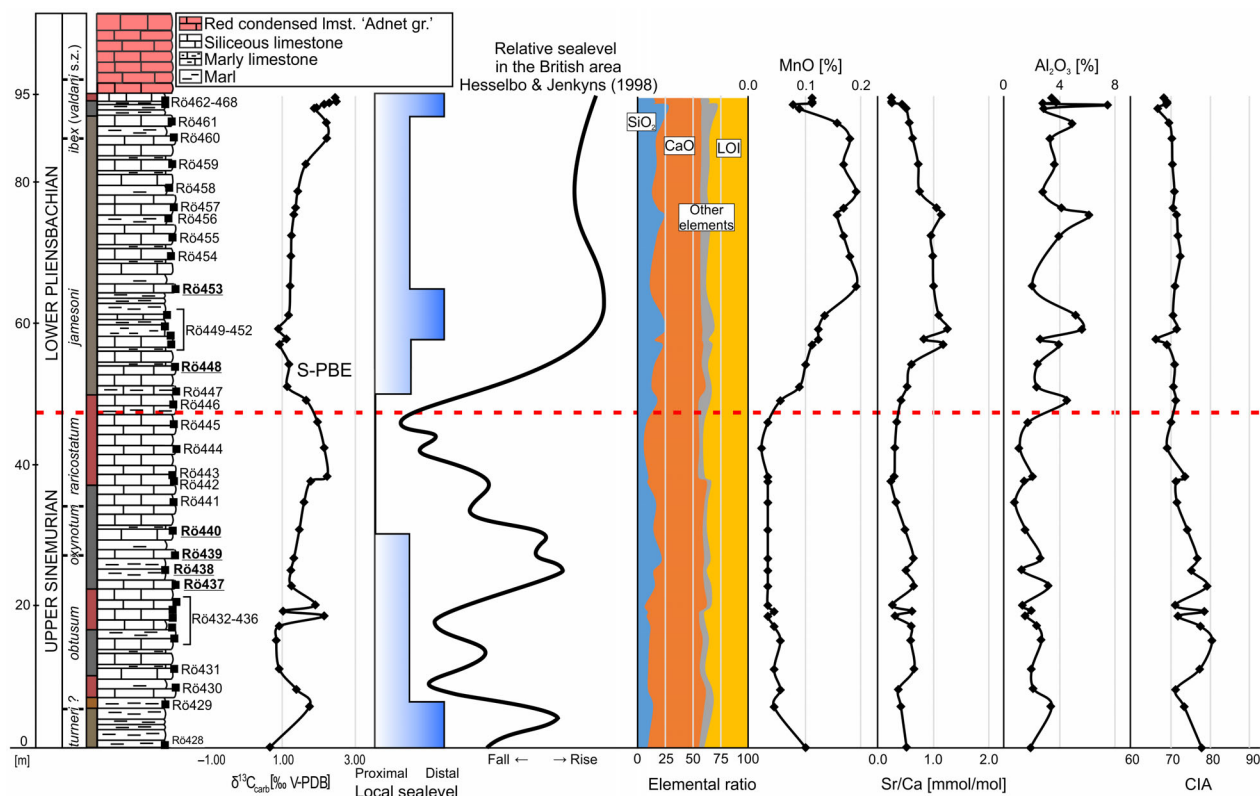 Red condensed lmst. 'Adnet gr.'
Siliceous limestone
Marly limestone
Marl
Relative sealevel
in the British area
Hesselbo & Jenkyns (1998)
MnO [%]
0.0 0.1 0.2
Al₂O₃ [%]
0 4 8
LOWER PLIENSBACHIAN
UPPER SINEMURIAN
ibex (valdani s.z.)
jamesoni
raricostatum
oxynotum
obtusum
turneri ?
95
80
60
40
20
0
[m]
Rö462-468
Rö461
Rö460
Rö459
Rö458
Rö457
Rö456
Rö455
Rö454
Rö453
Rö449-452
Rö448
Rö447
Rö446
Rö445
Rö444
Rö443
Rö442
Rö441
Rö440
Rö439
Rö438
Rö437
Rö432-436
Rö431
Rö430
Rö429
Rö428
S-PBE
SiO₂
CaO
LOI
Other
elements
–1.00 1.00 3.00
δ¹³Ccarb[‰ V-PDB]
Proximal Distal
Local sealevel
Fall ← → Rise
0 25 50 75 100
Elemental ratio
0.0 1.0 2.0
Sr/Ca [mmol/mol]
60 70 80 90
CIA